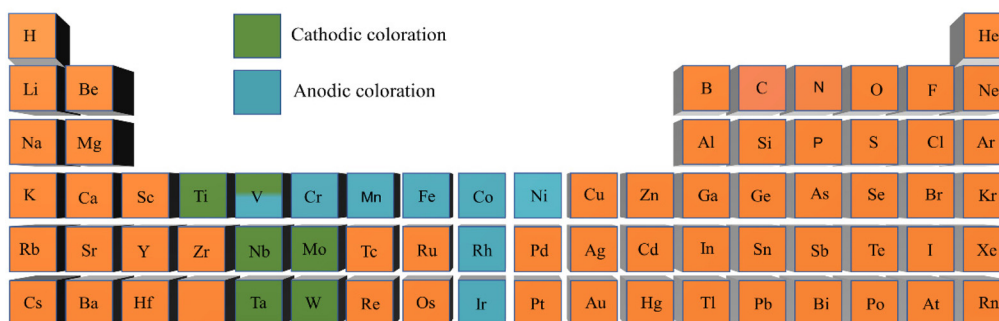 H He
Cathodic coloration
Anodic coloration
Li Be B C N O F Ne
Na Mg Al Si P S Cl Ar
K Ca Sc Ti V Cr Mn Fe Co Ni Cu Zn Ga Ge As Se Br Kr
Rb Sr Y Zr Nb Mo Tc Ru Rh Pd Ag Cd In Sn Sb Te I Xe
Cs Ba Hf Ta W Re Os Ir Pt Au Hg Tl Pb Bi Po At Rn